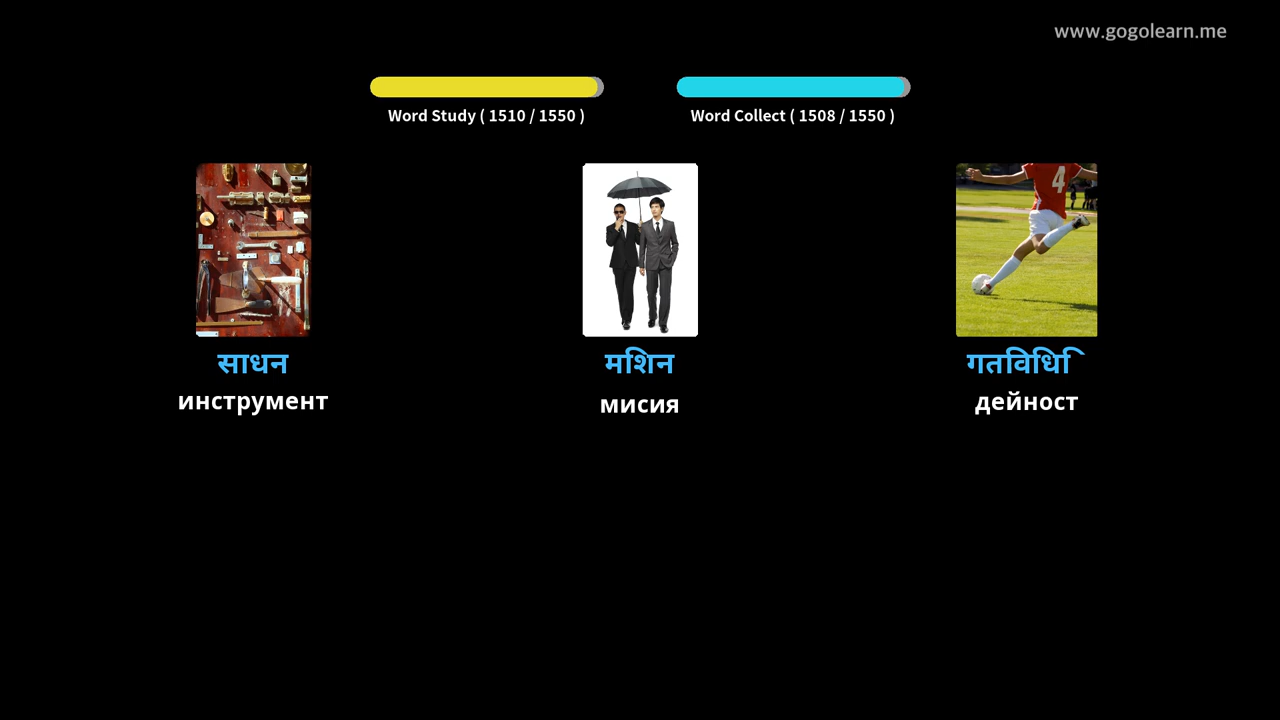 www.gogolearn.me
Word Study ( 1510 / 1550 )
Word Collect ( 1508 / 1550 )
साधन
मशिन
गतविधिि
инструмент
мисия
дейност